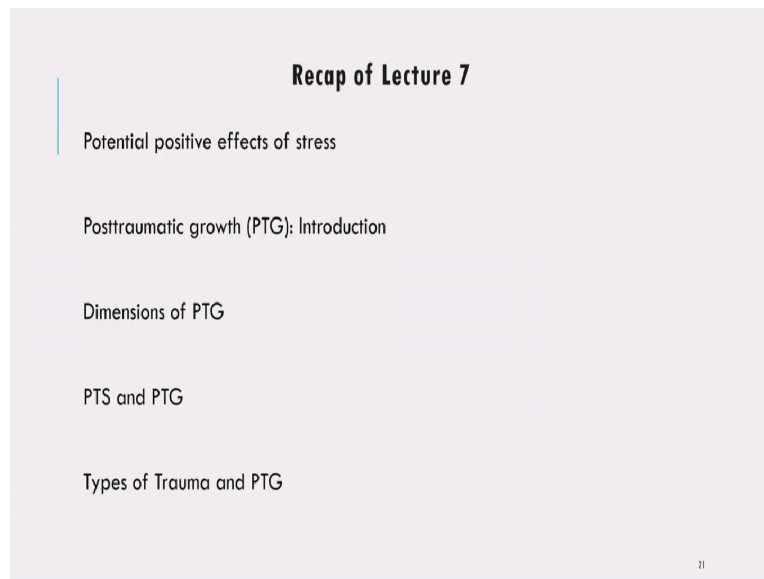 Recap of Lecture 7
Potential positive effects of stress
Posttraumatic growth (PTG): Introduction
Dimensions of PTG
PTS and PTG
Types of Trauma and PTG
21